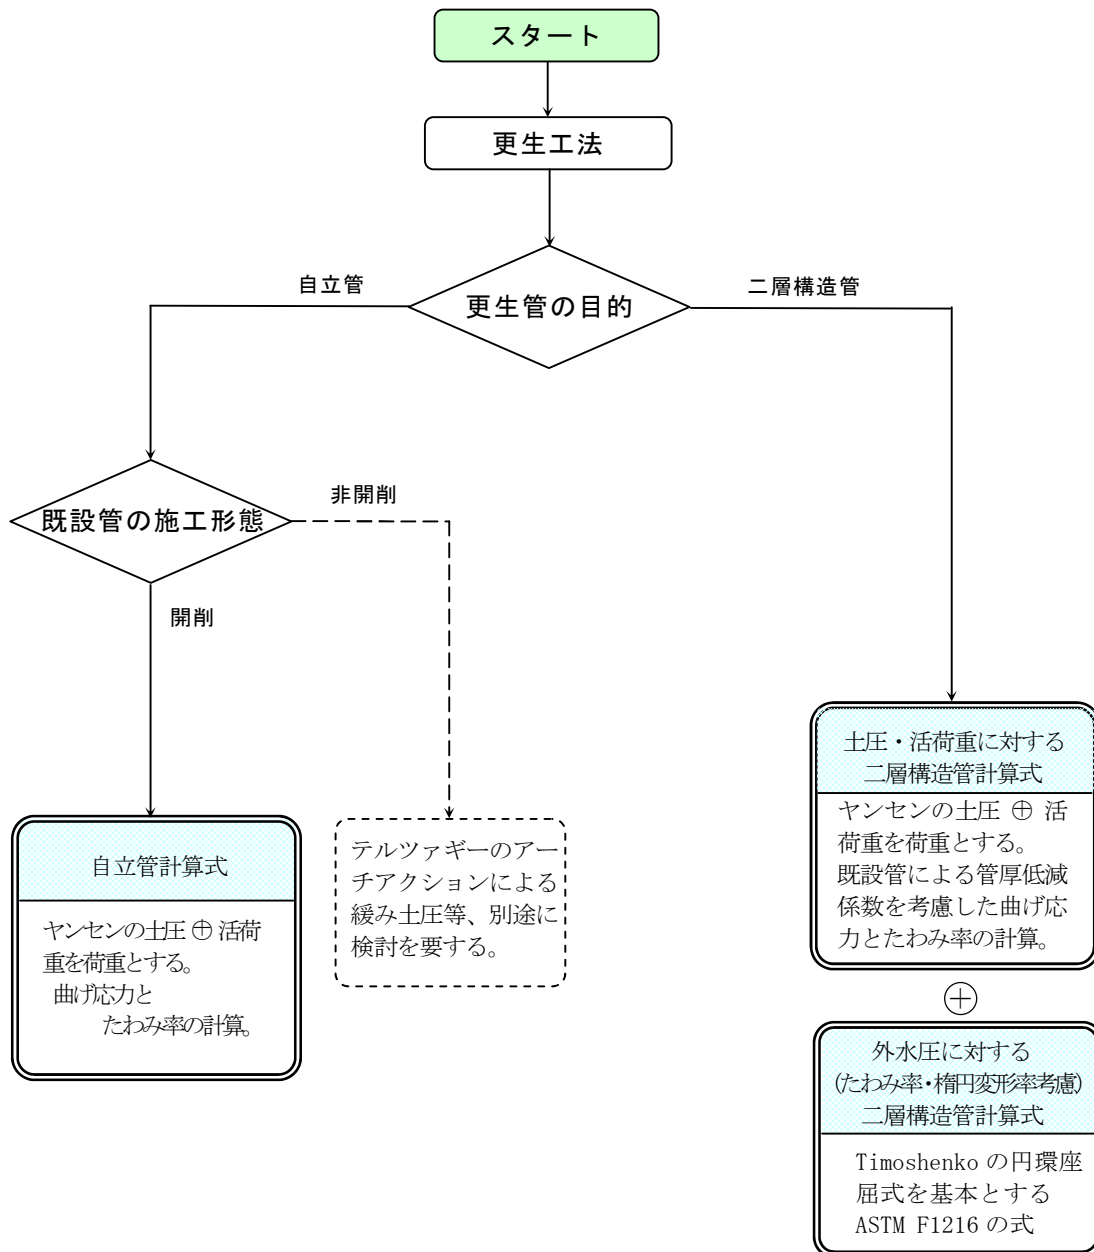 スタート
更生工法
自立管
二層構造管
更生管の目的
非開削
既設管の施工形態
開削
土圧・活荷重に対する
二層構造管計算式
ヤンセンの土圧 ⊕ 活
荷重を荷重とする。
既設管による管厚低減
係数を考慮した曲げ応
力とたわみ率の計算。
自立管計算式
ヤンセンの土圧 ⊕ 活荷
重を荷重とする。
曲げ応力と
たわみ率の計算。
テルツァギーのアー
チアクションによる
緩み土圧等、別途に
検討を要する。
⊕
外水圧に対する
(たわみ率・楕円変形率考慮)
二層構造管計算式
Timoshenko の円環座
屈式を基本とする
ASTM F1216 の式